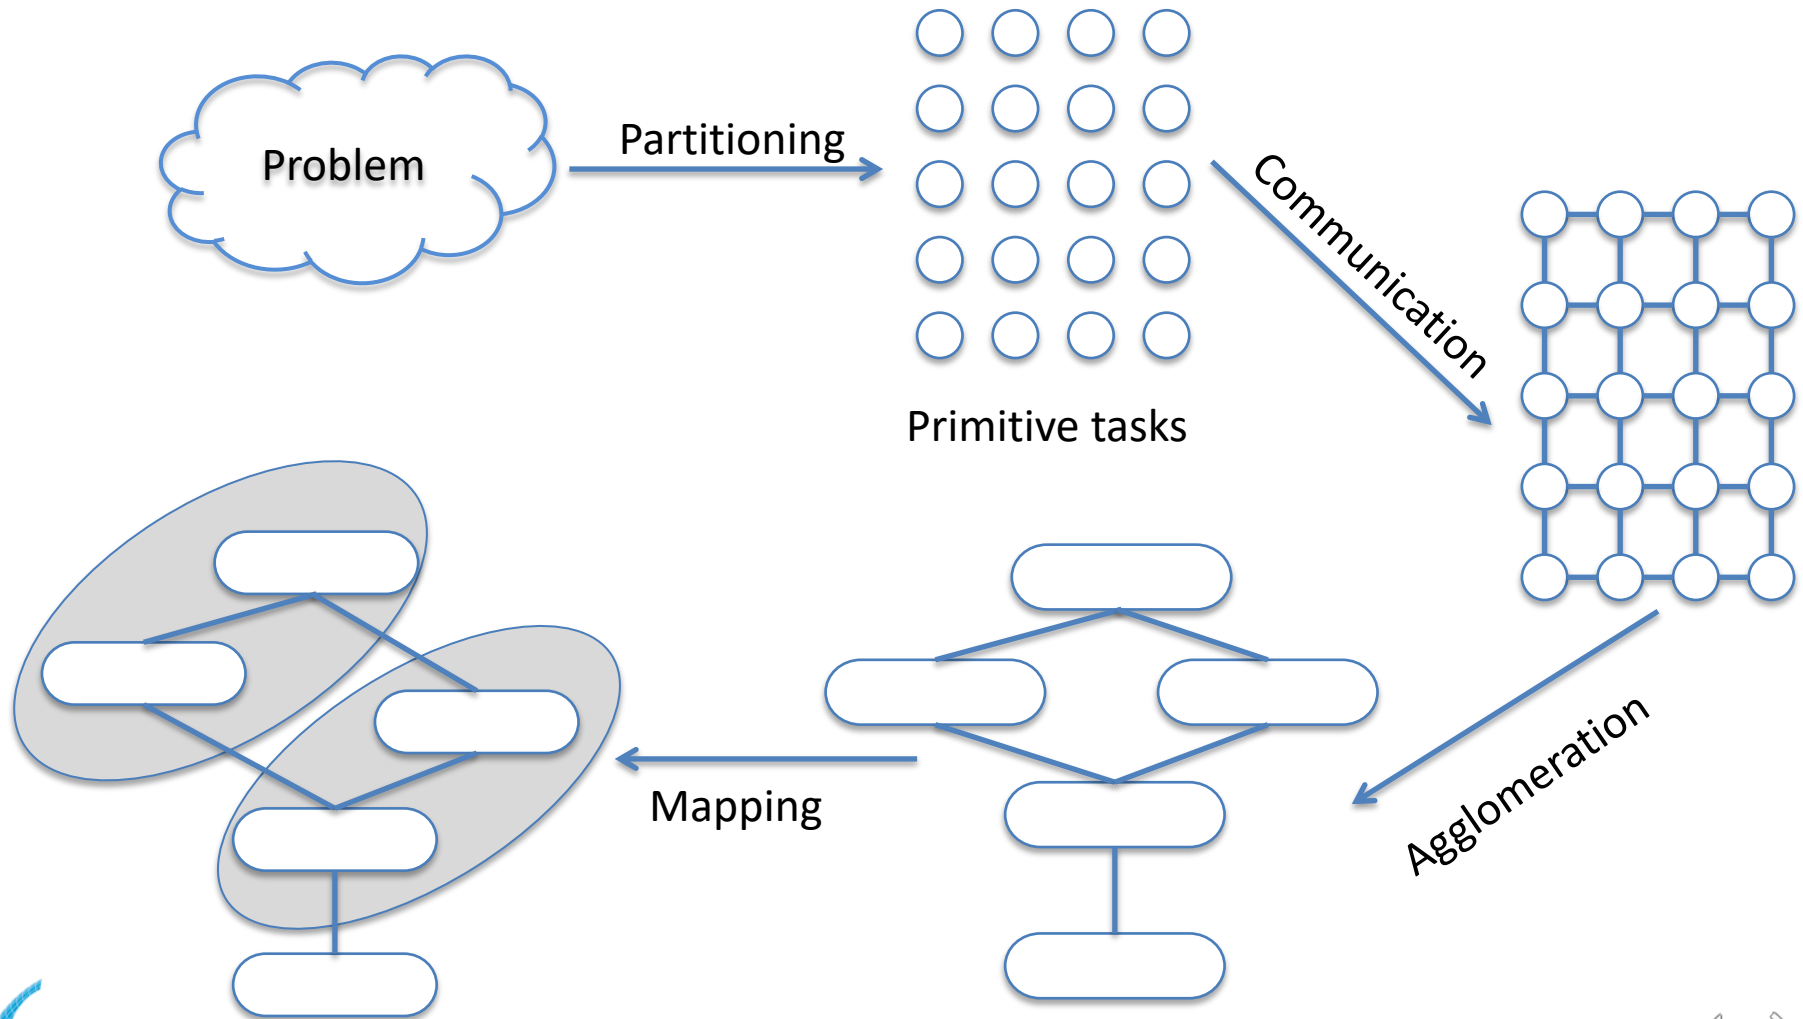 Problem
Partitioning
Communication
Primitive tasks
Agglomeration
Mapping